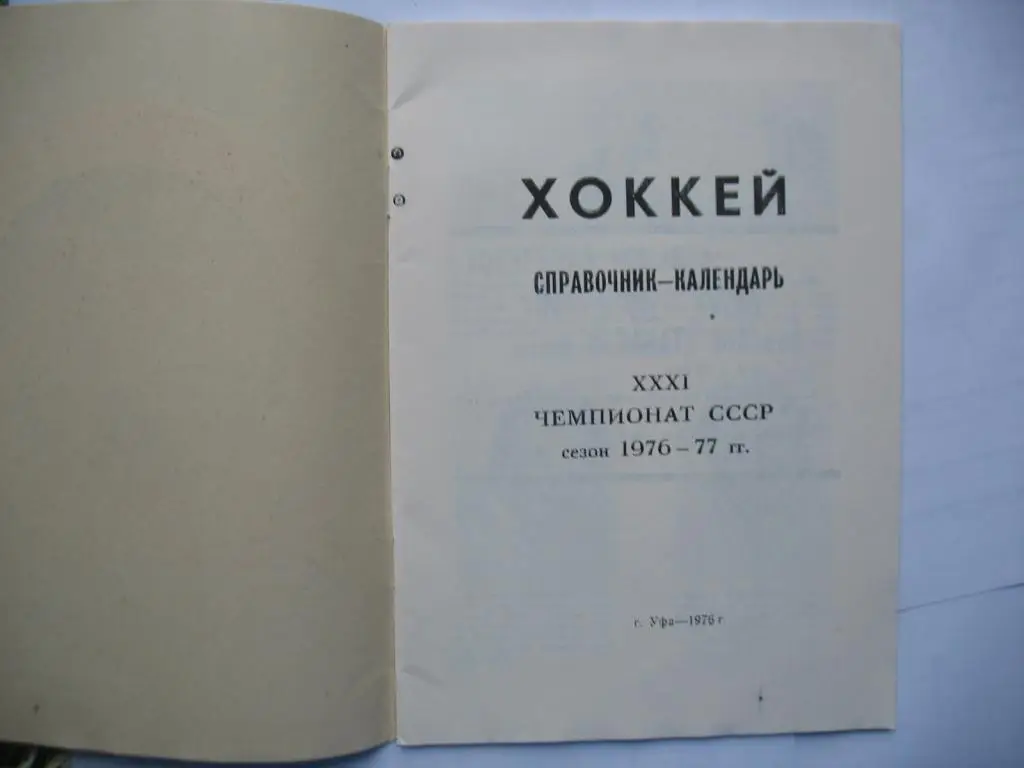 ХОККЕЙ
СПРАВОЧНИК—КАЛЕНДАРЬ
XXXI
ЧЕМПИОНАТ СССР
сезон 1976 – 77 гг.
г. Уфа—1976 г.